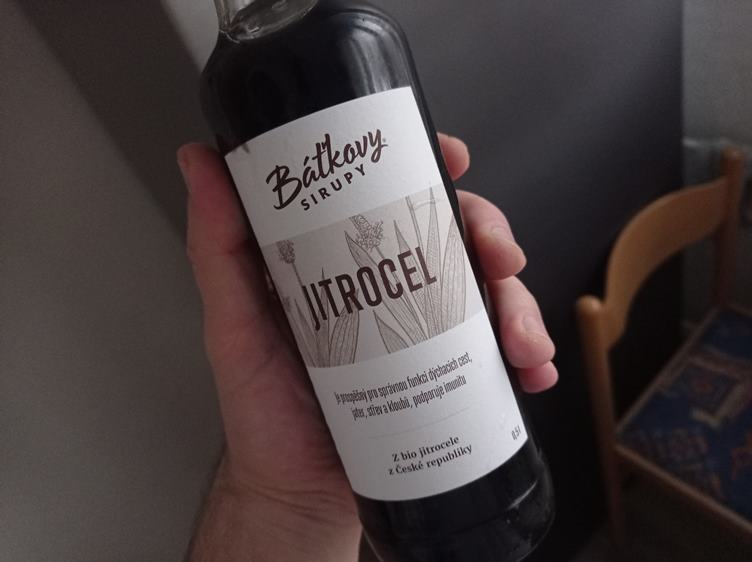 Báťkovy
SIRUPY
JITROCEL
Je prospěšný pro správnou funkci dýchacích cest,
jater, střev a kloubů, podporuje imunitu
Z bio jitrocele
z České republiky
0,5 l